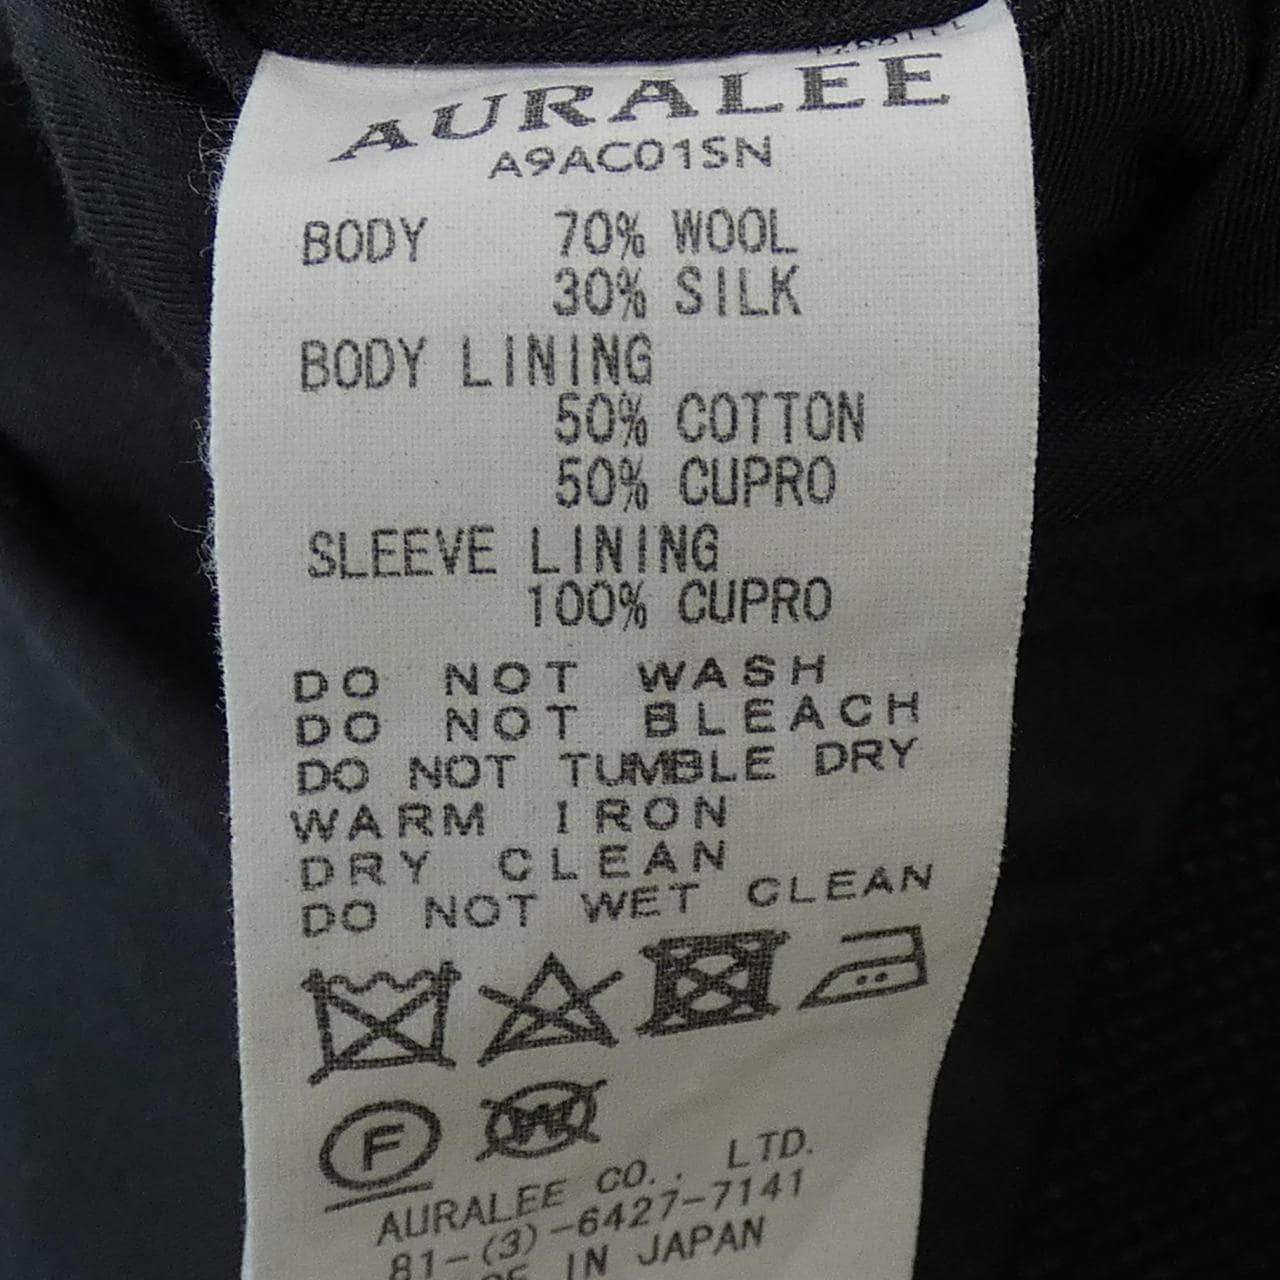 AURALEE
A9AC01SN
BODY 70% WOOL
30% SILK
BODY LINING
50% COTTON
50% CUPRO
SLEEVE LINING
100% CUPRO
DO NOT WASH
DO NOT BLEACH
DO NOT TUMBLE DRY
WARM IRON
DRY CLEAN
DO NOT WET CLEAN
F W
AURALEE CO., LTD.
81-(3)-6427-7141
IN JAPAN